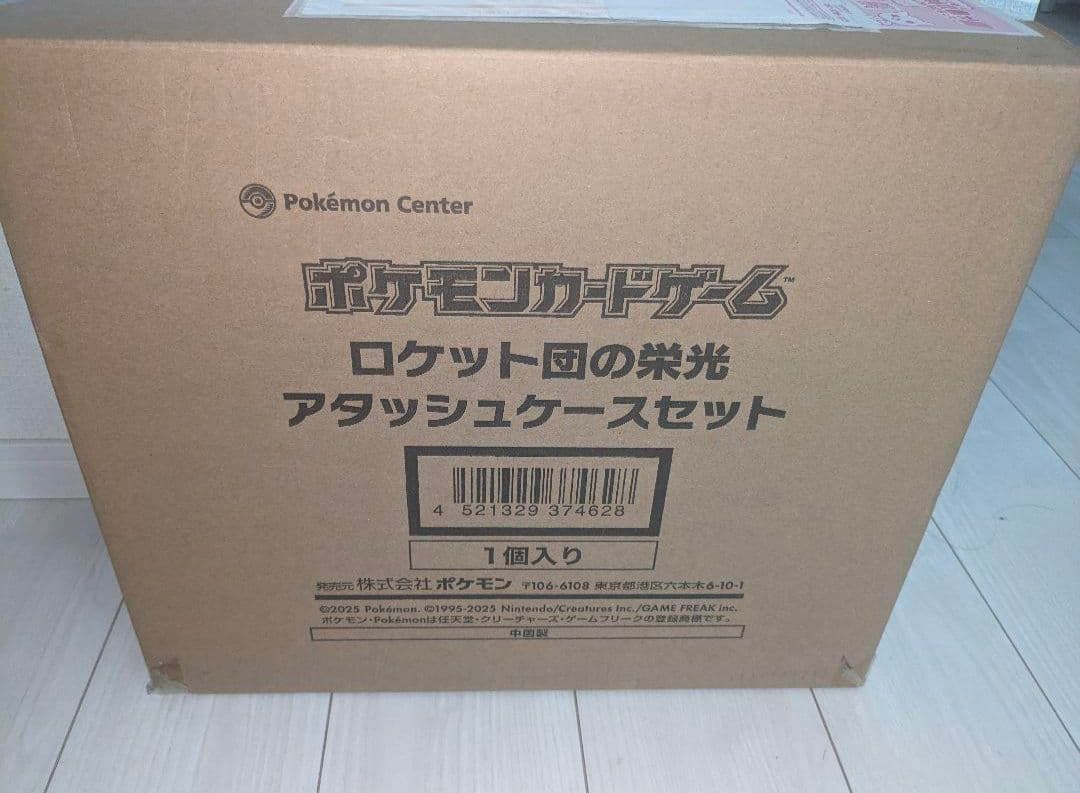 Pokémon Center
ポケモンカードゲーム™
ロケット団の栄光
アタッシュケースセット
4 521329 374628
1個入り
発売元 株式会社 ポケモン 〒106-6108 東京都港区六本木6-10-1
©2025 Pokémon. ©1995-2025 Nintendo/Creatures Inc./GAME FREAK inc.
ポケモン・Pokémonは任天堂・クリーチャーズ・ゲームフリークの登録商標です。
中国製